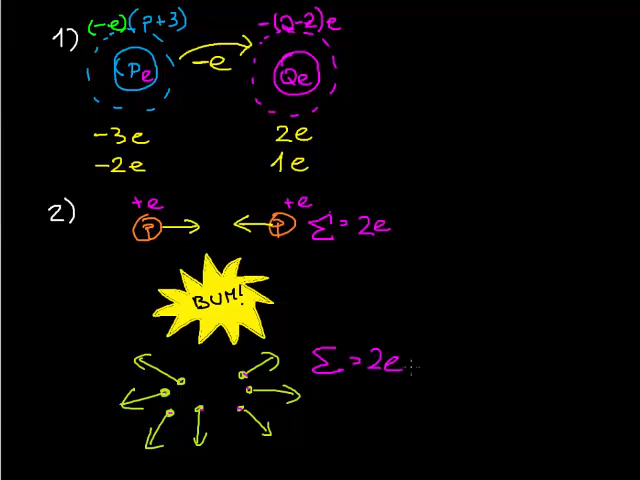 1) (-e)(p+3) -(Q-2)e
Pe -e Qe
-3e 2e
-2e 1e
2) +e +e
P P Σ = 2e
BUM!
Σ = 2e